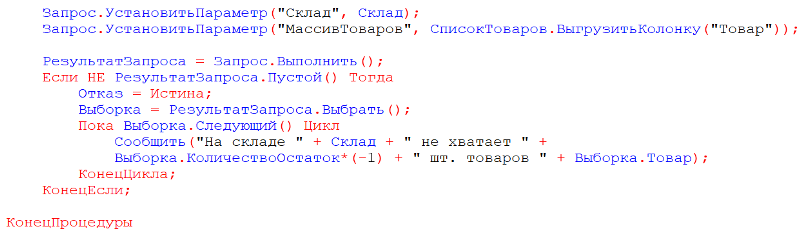 Запрос.УстановитьПараметр("Склад", Склад);
Запрос.УстановитьПараметр("МассивТоваров", СписокТоваров.ВыгрузитьКолонку("Товар"));
РезультатЗапроса = Запрос.Выполнить();
Если НЕ РезультатЗапроса.Пустой() Тогда
Отказ = Истина;
Выборка = РезультатЗапроса.Выбрать();
Пока Выборка.Следующий() Цикл
Сообщить("На складе " + Склад + " не хватает " +
Выборка.КоличествоОстаток*(-1) + " шт. товаров " + Выборка.Товар);
КонецЦикла;
КонецЕсли;
КонецПроцедуры